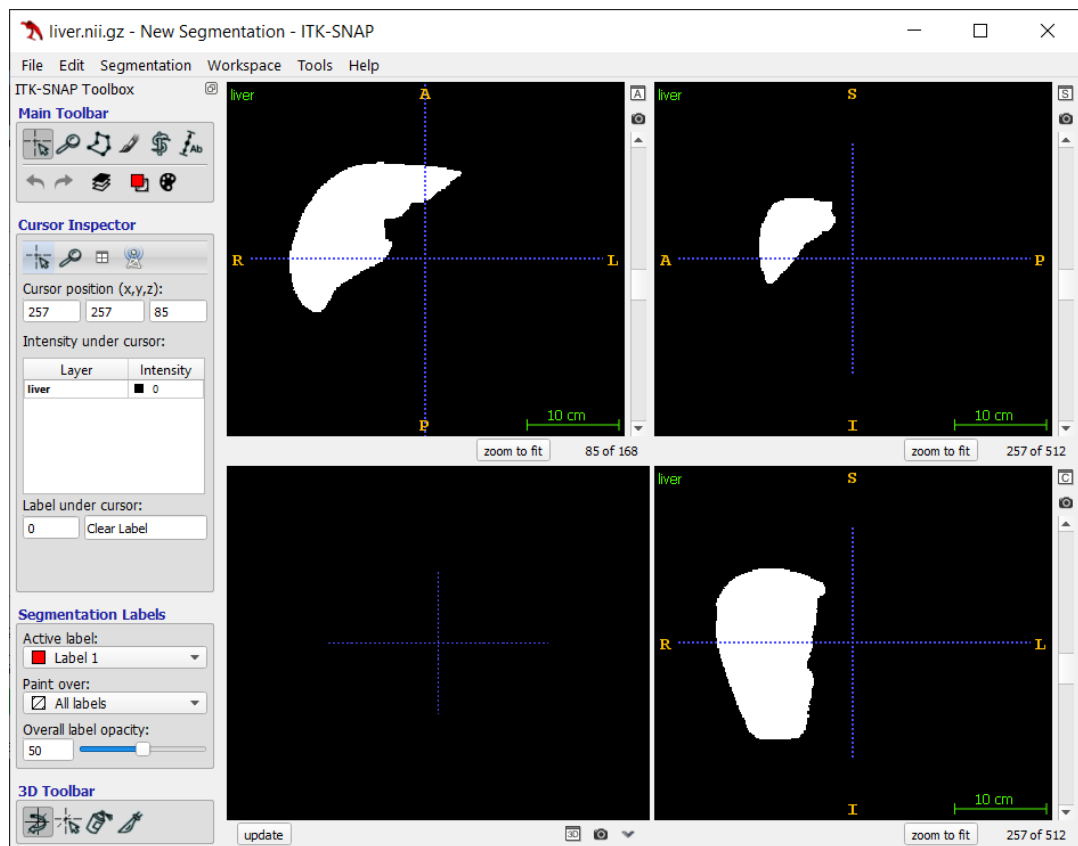 liver.nii.gz - New Segmentation - ITK-SNAP
File Edit Segmentation Workspace Tools Help
ITK-SNAP Toolbox
Main Toolbar
Ab
Cursor Inspector
Cursor position (x,y,z):
257 257 85
Intensity under cursor:
Layer Intensity
liver 0
Label under cursor:
0 Clear Label
Segmentation Labels
Active label:
Label 1
Paint over:
All labels
Overall label opacity:
50
3D Toolbar
liver
A
A
R
L
P
10 cm
zoom to fit 85 of 168
liver
S
S
A
P
I
10 cm
zoom to fit 257 of 512
update 3D
liver
S
C
R
L
I
10 cm
zoom to fit 257 of 512